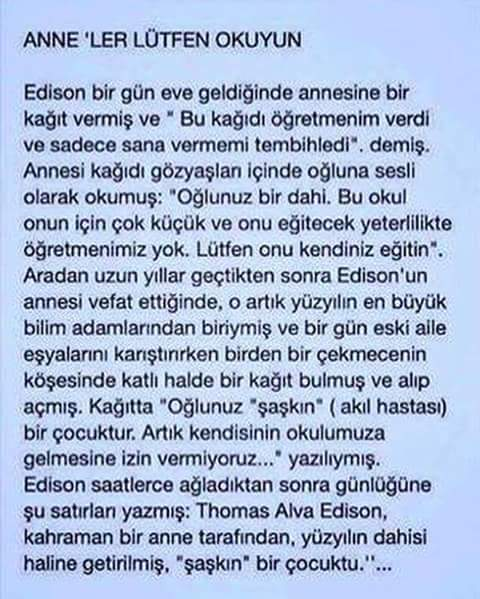 ANNE 'LER LÜTFEN OKUYUN
Edison bir gün eve geldiğinde annesine bir
kağıt vermiş ve " Bu kağıdı öğretmenim verdi
ve sadece sana vermemi tembihledi". demiş.
Annesi kağıdı gözyaşları içinde oğluna sesli
olarak okumuş: "Oğlunuz bir dahi. Bu okul
onun için çok küçük ve onu eğitecek yeterlilikte
öğretmenimiz yok. Lütfen onu kendiniz eğitin".
Aradan uzun yıllar geçtikten sonra Edison'un
annesi vefat ettiğinde, o artık yüzyılın en büyük
bilim adamlarından biriymiş ve bir gün eski aile
eşyalarını karıştırırken birden bir çekmecenin
köşesinde katlı halde bir kağıt bulmuş ve alıp
açmış. Kağıtta "Oğlunuz "şaşkın" ( akıl hastası)
bir çocuktur. Artık kendisinin okulumuza
gelmesine izin vermiyoruz..." yazılıymış.
Edison saatlerce ağladıktan sonra günlüğüne
şu satırları yazmış: Thomas Alva Edison,
kahraman bir anne tarafından, yüzyılın dahisi
haline getirilmiş, "şaşkın" bir çocuktu.''...